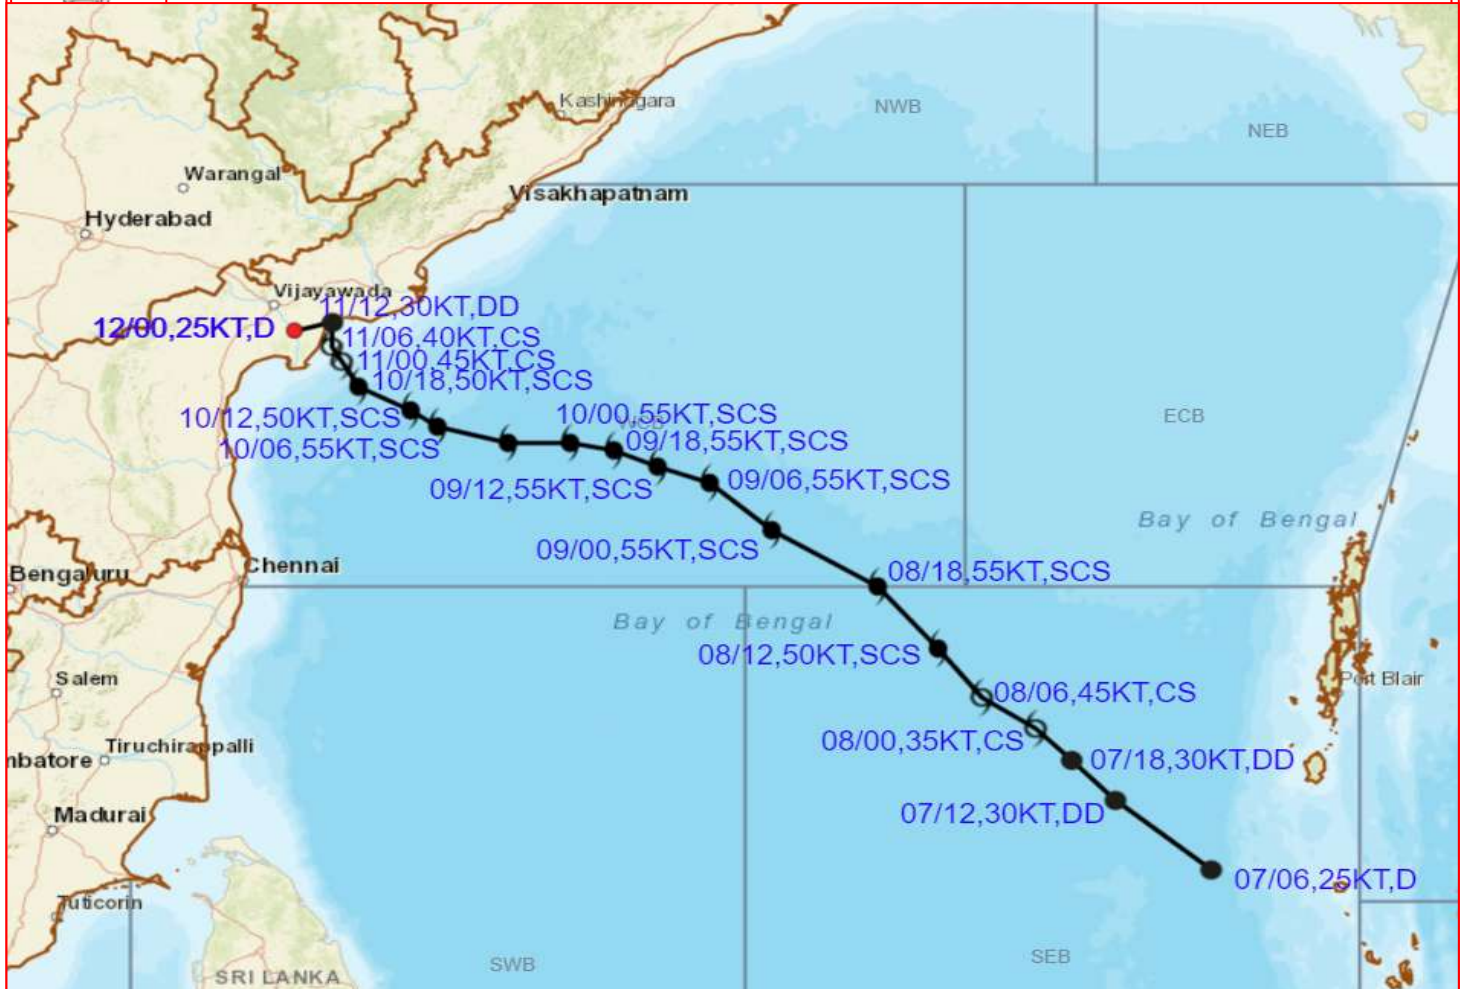 Kashinagara
NWB
NEB
Warangal
Visakhapatnam
Hyderabad
Vijayawada
11/12,30KT,DD
12/00,25KT,D
11/06,40KT,CS
11/00,45KT,CS
10/18,50KT,SCS
10/12,50KT,SCS
10/00,55KT,SCS
WCB
ECB
10/06,55KT,SCS
09/18,55KT,SCS
09/12,55KT,SCS
09/06,55KT,SCS
Bay of Bengal
09/00,55KT,SCS
Chennai
Bengaluru
08/18,55KT,SCS
Bay of Bengal
08/12,50KT,SCS
Salem
Port Blair
08/06,45KT,CS
08/00,35KT,CS
Tiruchirappalli
mbatore
07/18,30KT,DD
Madurai
07/12,30KT,DD
07/06,25KT,D
Tuticorin
SWB
SEB
SRI LANKA